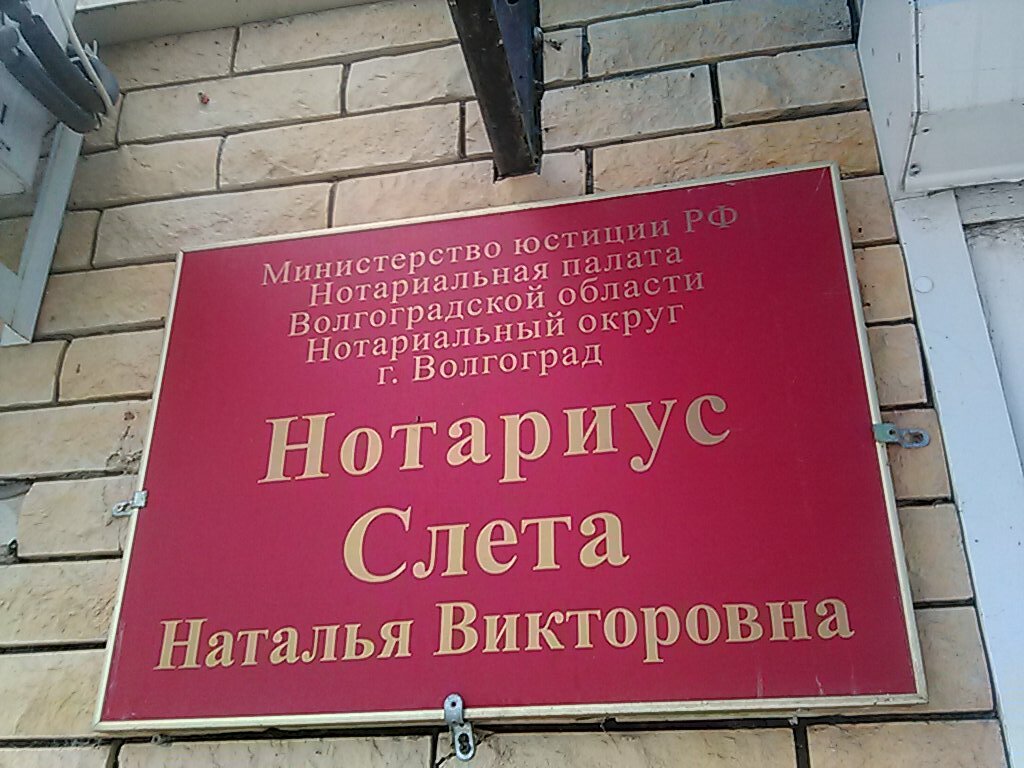 Министерство юстиции РФ
Нотариальная палата
Волгоградской области
Нотариальный округ
г. Волгоград
Нотариус
Слета
Наталья Викторовна